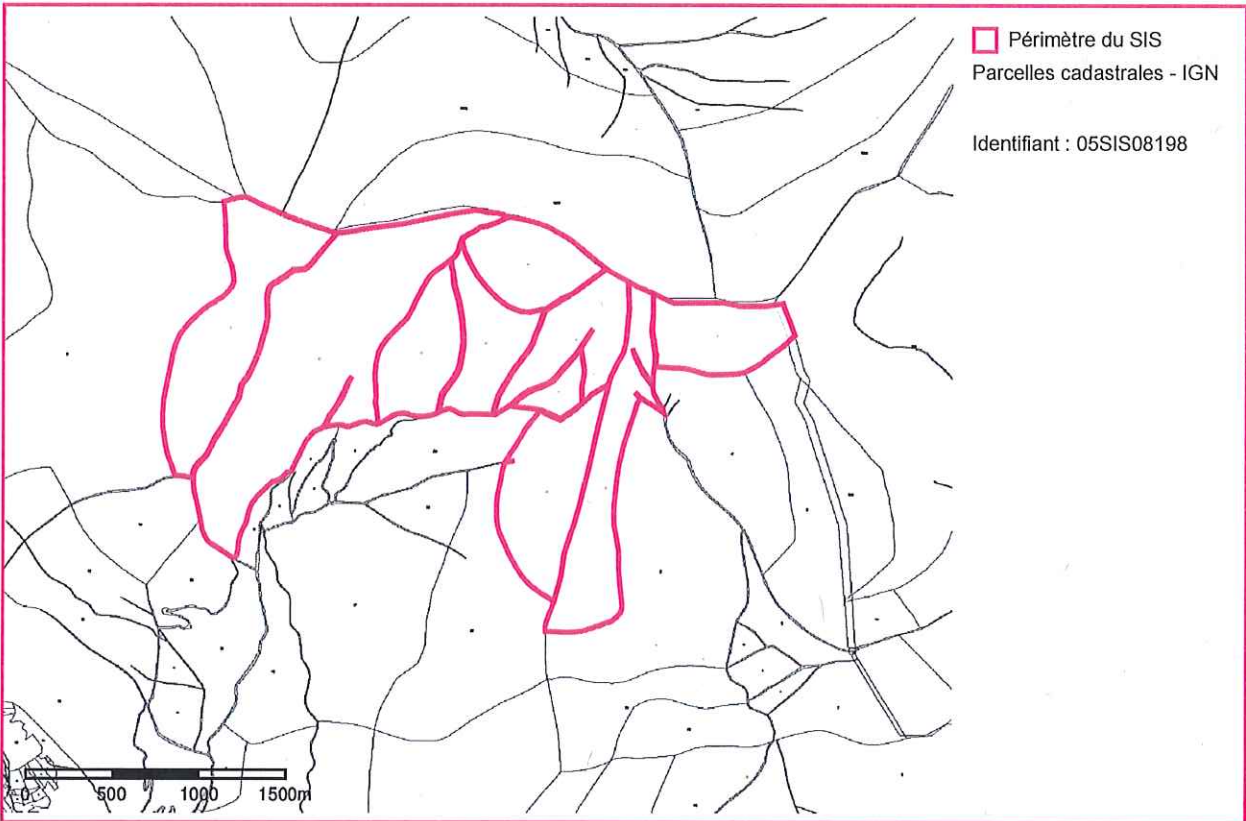 Périmètre du SIS
Parcelles cadastrales - IGN
Identifiant : 05SIS08198
0 500 1000 1500m